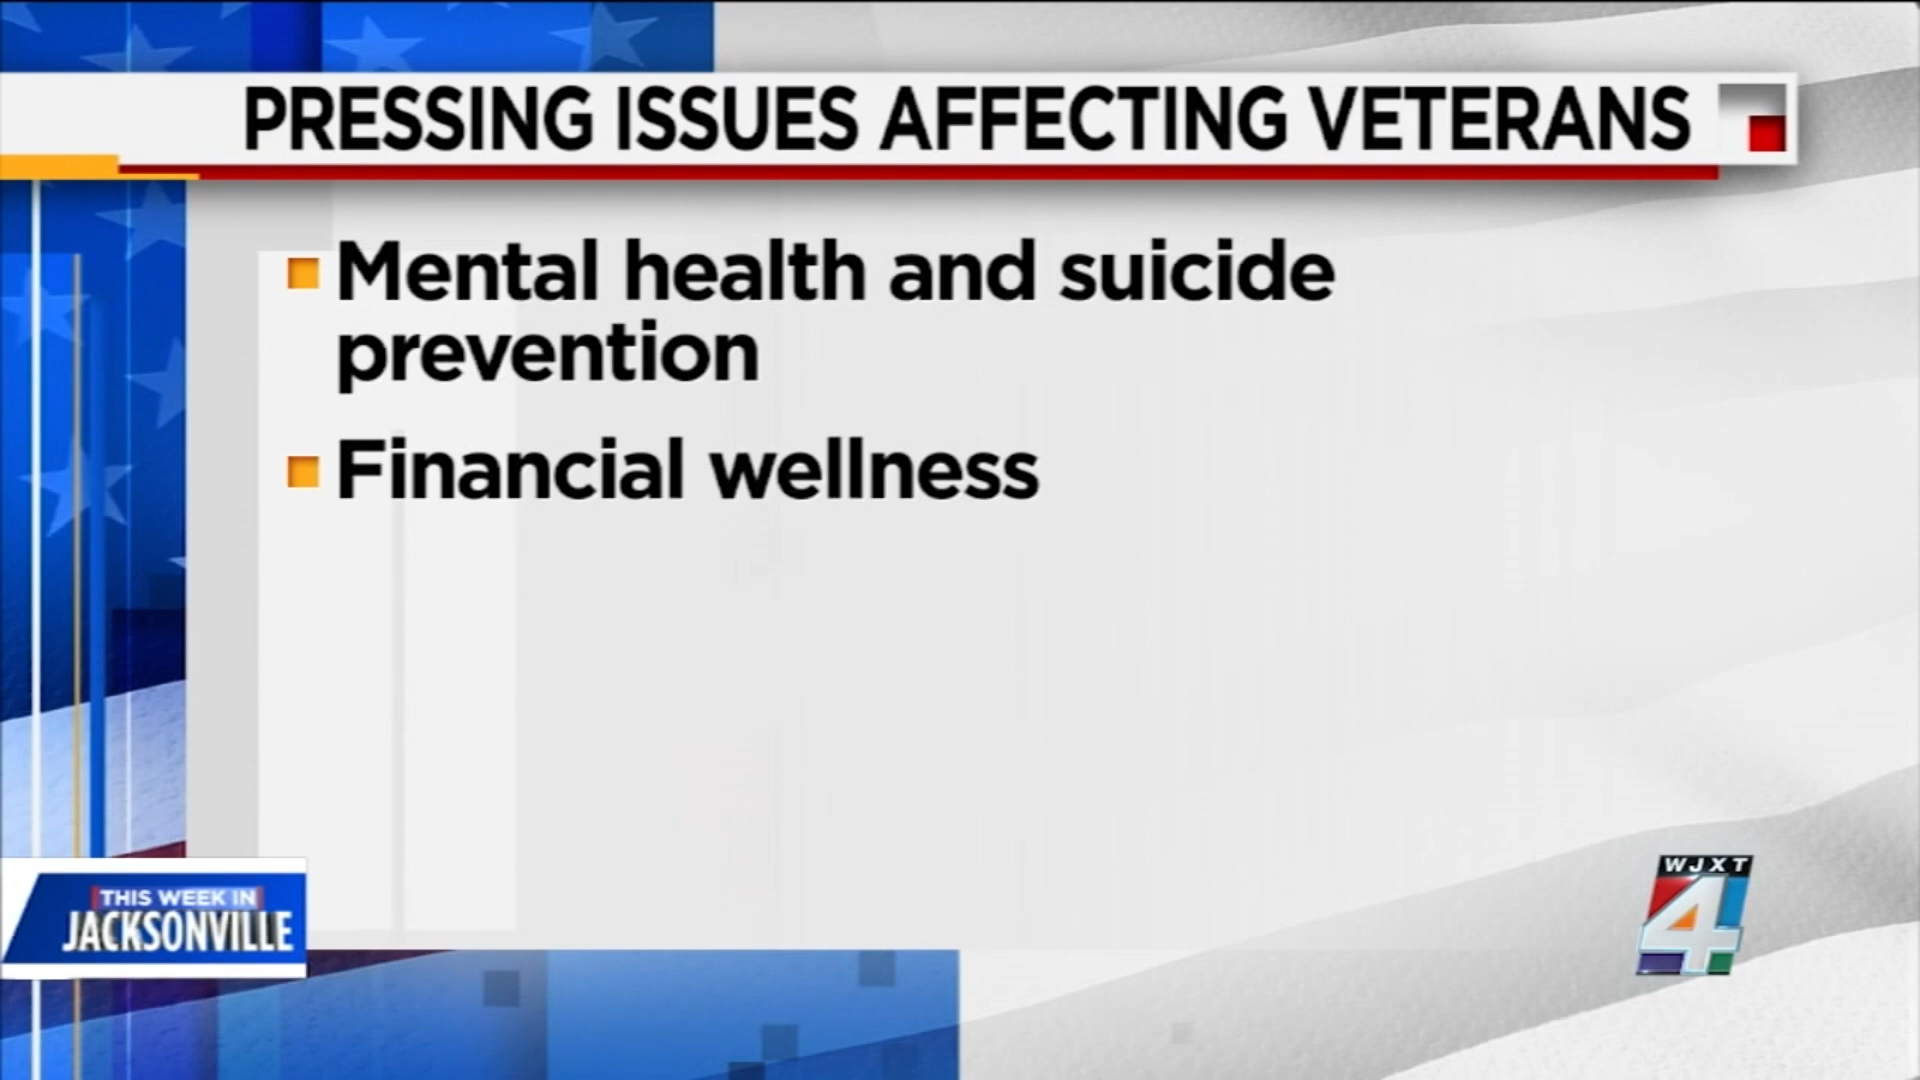 PRESSING ISSUES AFFECTING VETERANS
Mental health and suicide
prevention
Financial wellness
THIS WEEK IN
JACKSONVILLE
WJXT
4